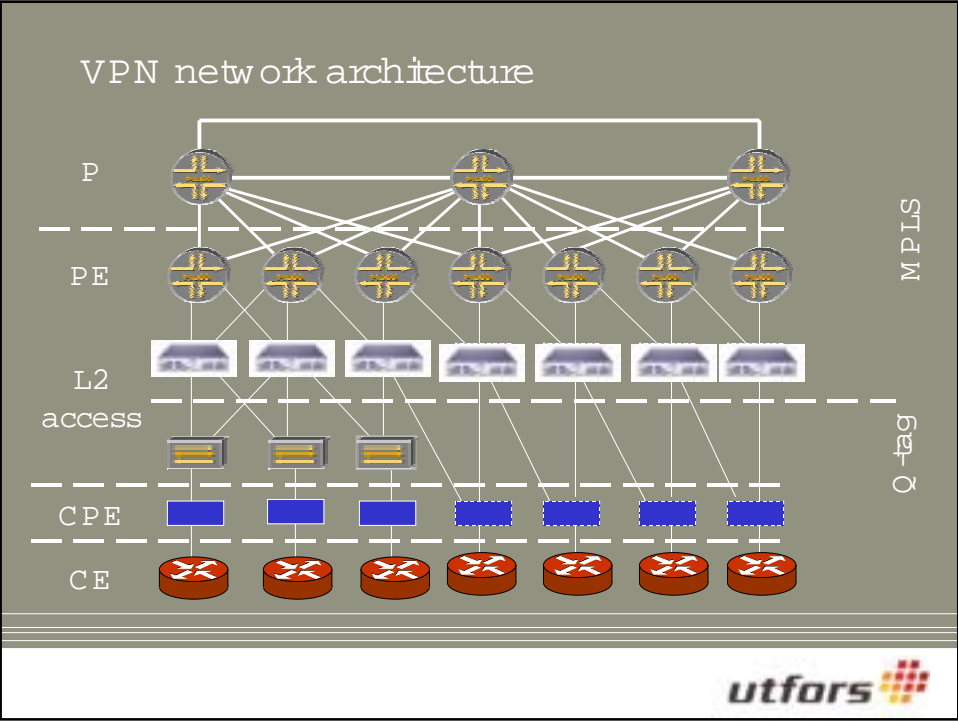 VPN network architecture
P
MPLS
PE
L2
access
Q-tag
CPE
CE
utfors